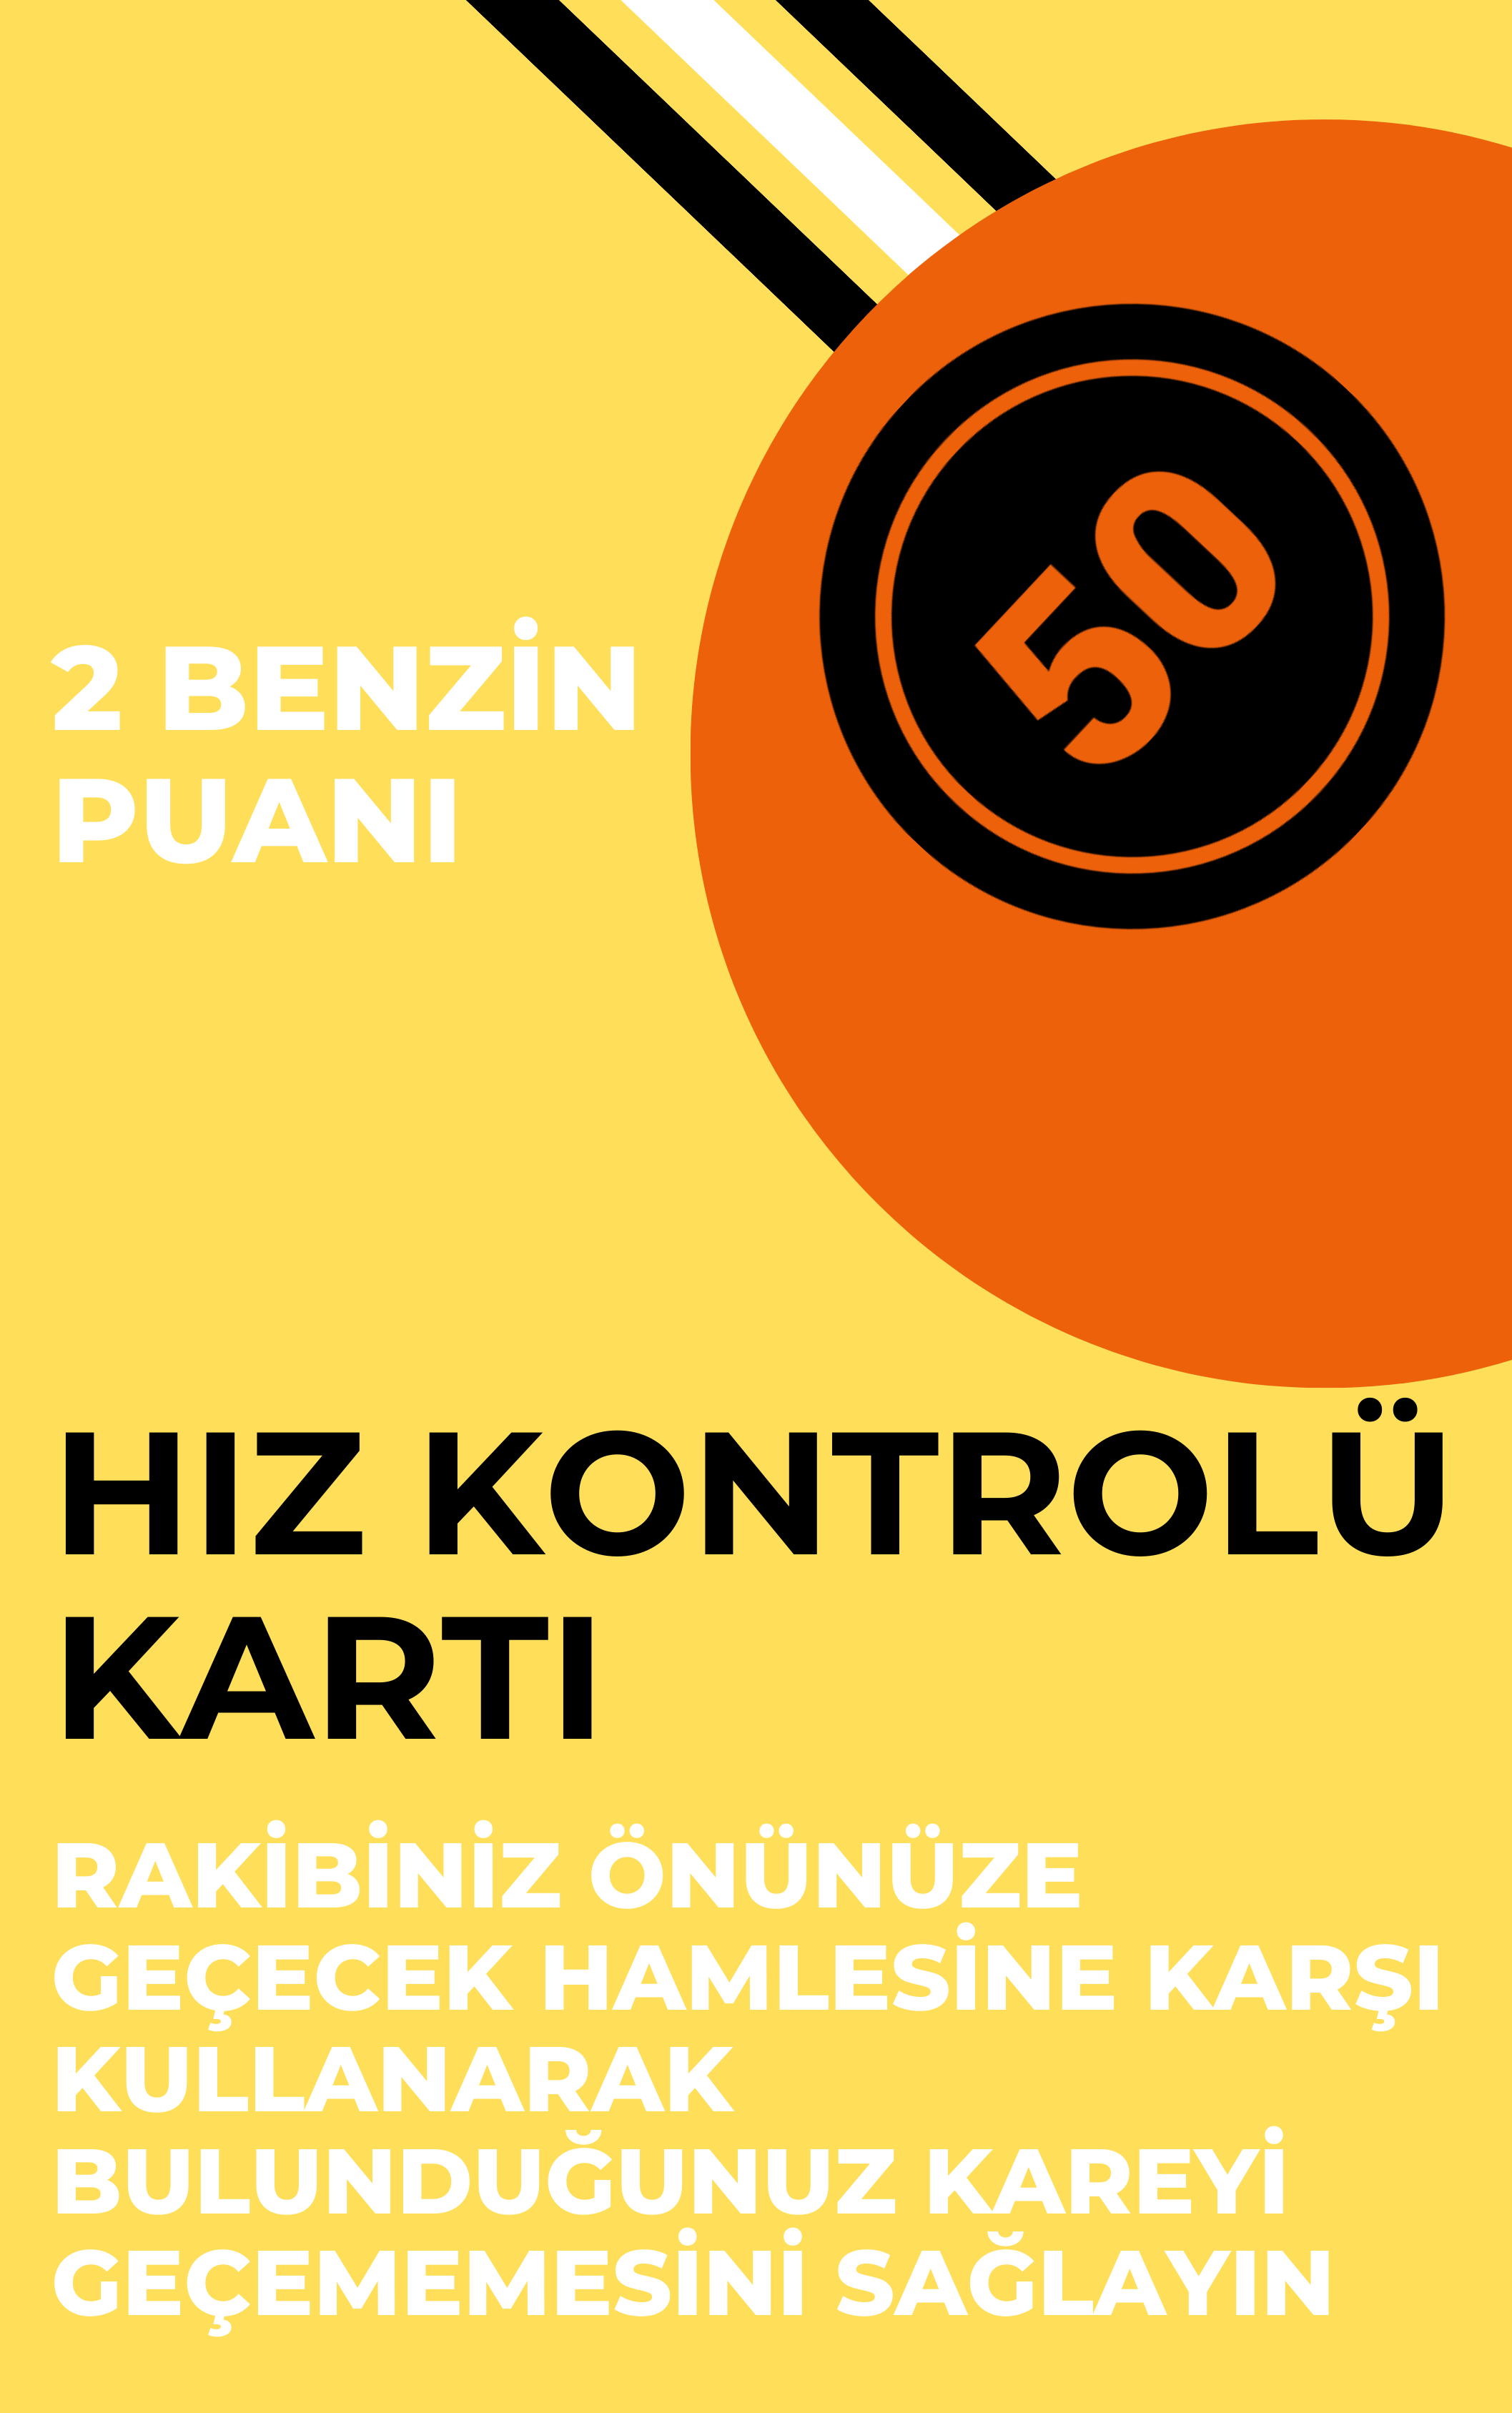 50
2 BENZİN
PUANI
HIZ KONTROLÜ
KARTI
RAKİBİNİZ ÖNÜNÜZE
GEÇECEK HAMLESİNE KARŞI
KULLANARAK
BULUNDUĞUNUZ KAREYİ
GEÇEMEMESİNİ SAĞLAYIN